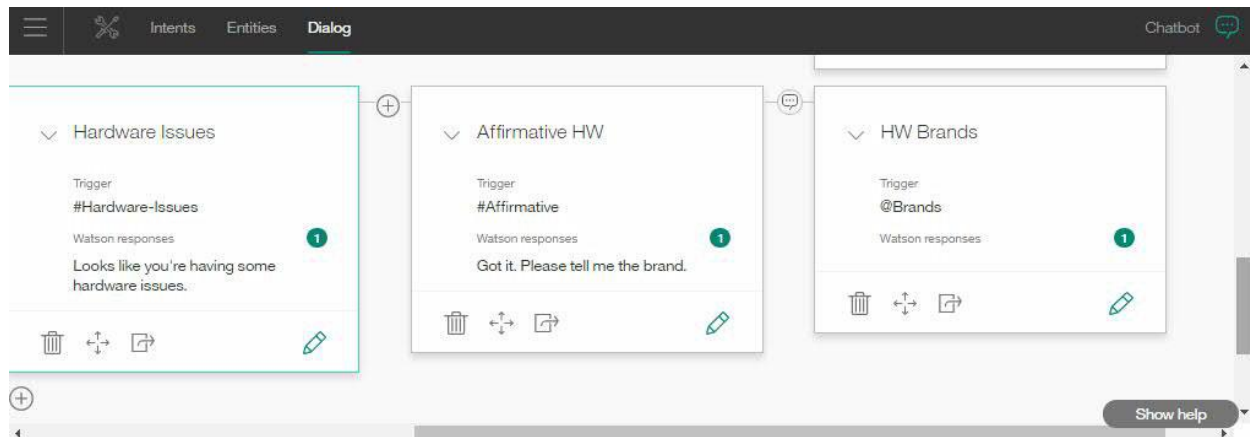 Intents Entities Dialog Chatbot
Hardware Issues
Trigger
#Hardware-Issues
Watson responses 1
Looks like you're having some
hardware issues.
Affirmative HW
Trigger
#Affirmative
Watson responses 1
Got it. Please tell me the brand.
HW Brands
Trigger
@Brands
Watson responses 1
Show help